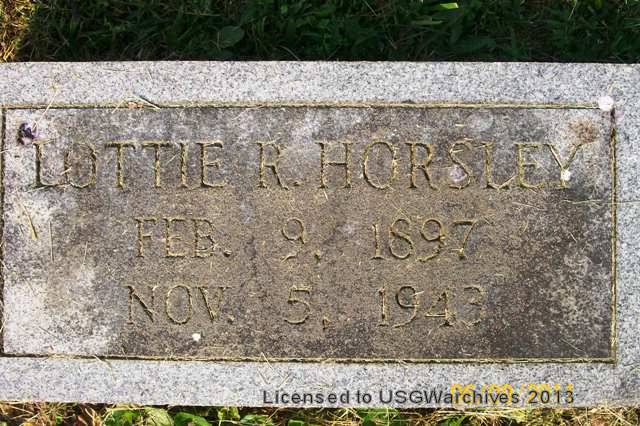 LOTTIE R. HORSLEY
FEB. 9, 1897
NOV. 5, 1943
Licensed to USGWarchives 2013